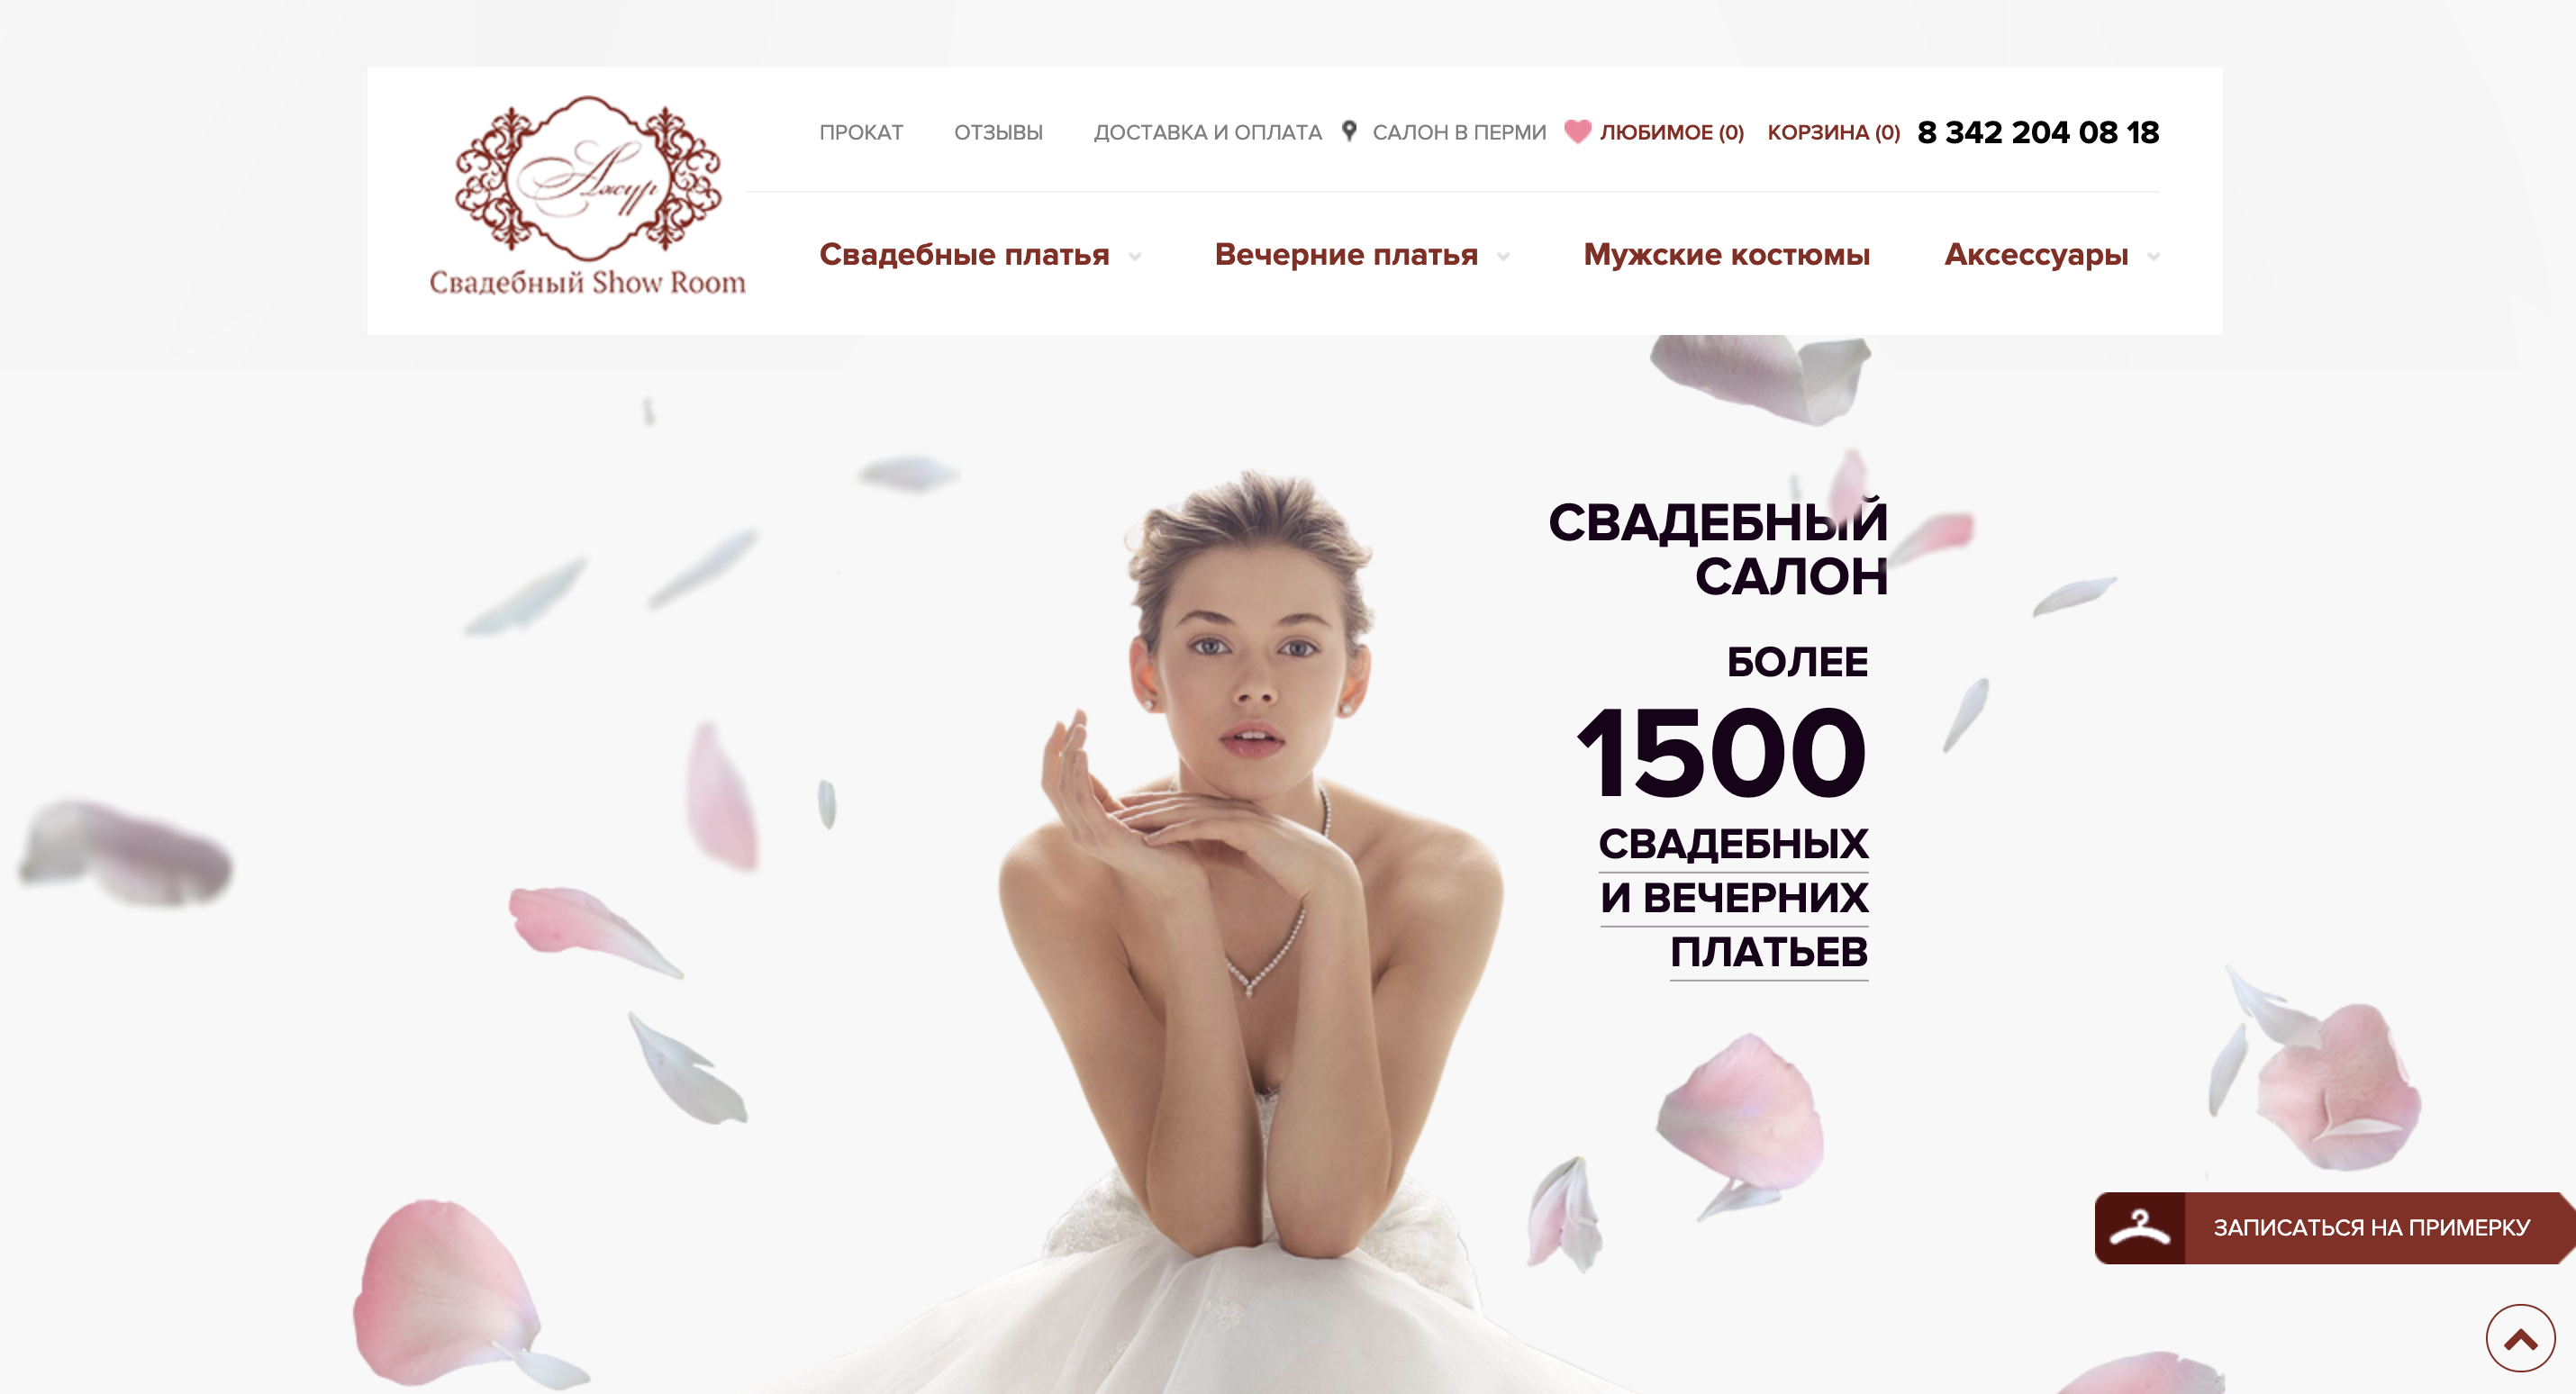 Ажур
Свадебный Show Room
ПРОКАТ ОТЗЫВЫ ДОСТАВКА И ОПЛАТА САЛОН В ПЕРМИ ЛЮБИМОЕ (0) КОРЗИНА (0) 8 342 204 08 18
Свадебные платья Вечерние платья Мужские костюмы Аксессуары
СВАДЕБНЫЙ
САЛОН
БОЛЕЕ
1500
СВАДЕБНЫХ
И ВЕЧЕРНИХ
ПЛАТЬЕВ
ЗАПИСАТЬСЯ НА ПРИМЕРКУ